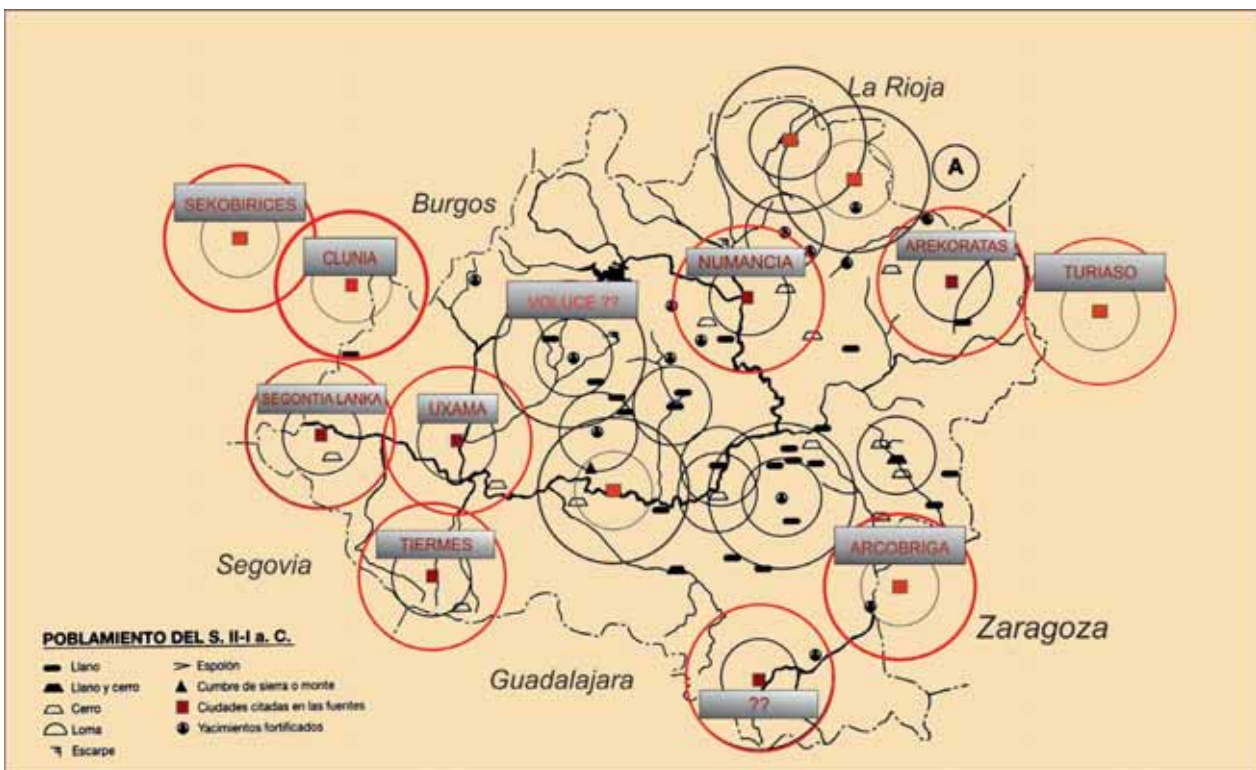 La Rioja
A
SEKOBIRICES
Burgos
CLUNIA
NUMANCIA
AREKORATAS
TURIASO
VOLUCE ??
SEGONTIA LANKA
UXAMA
TIERMES
ARCOBRIGA
Segovia
Zaragoza
Guadalajara
??
POBLAMIENTO DEL S. II-I a. C.
Llano
Llano y cerro
Cerro
Loma
Escarpe
Espolón
Cumbre de sierra o monte
Ciudades citadas en las fuentes
Yacimientos fortificados